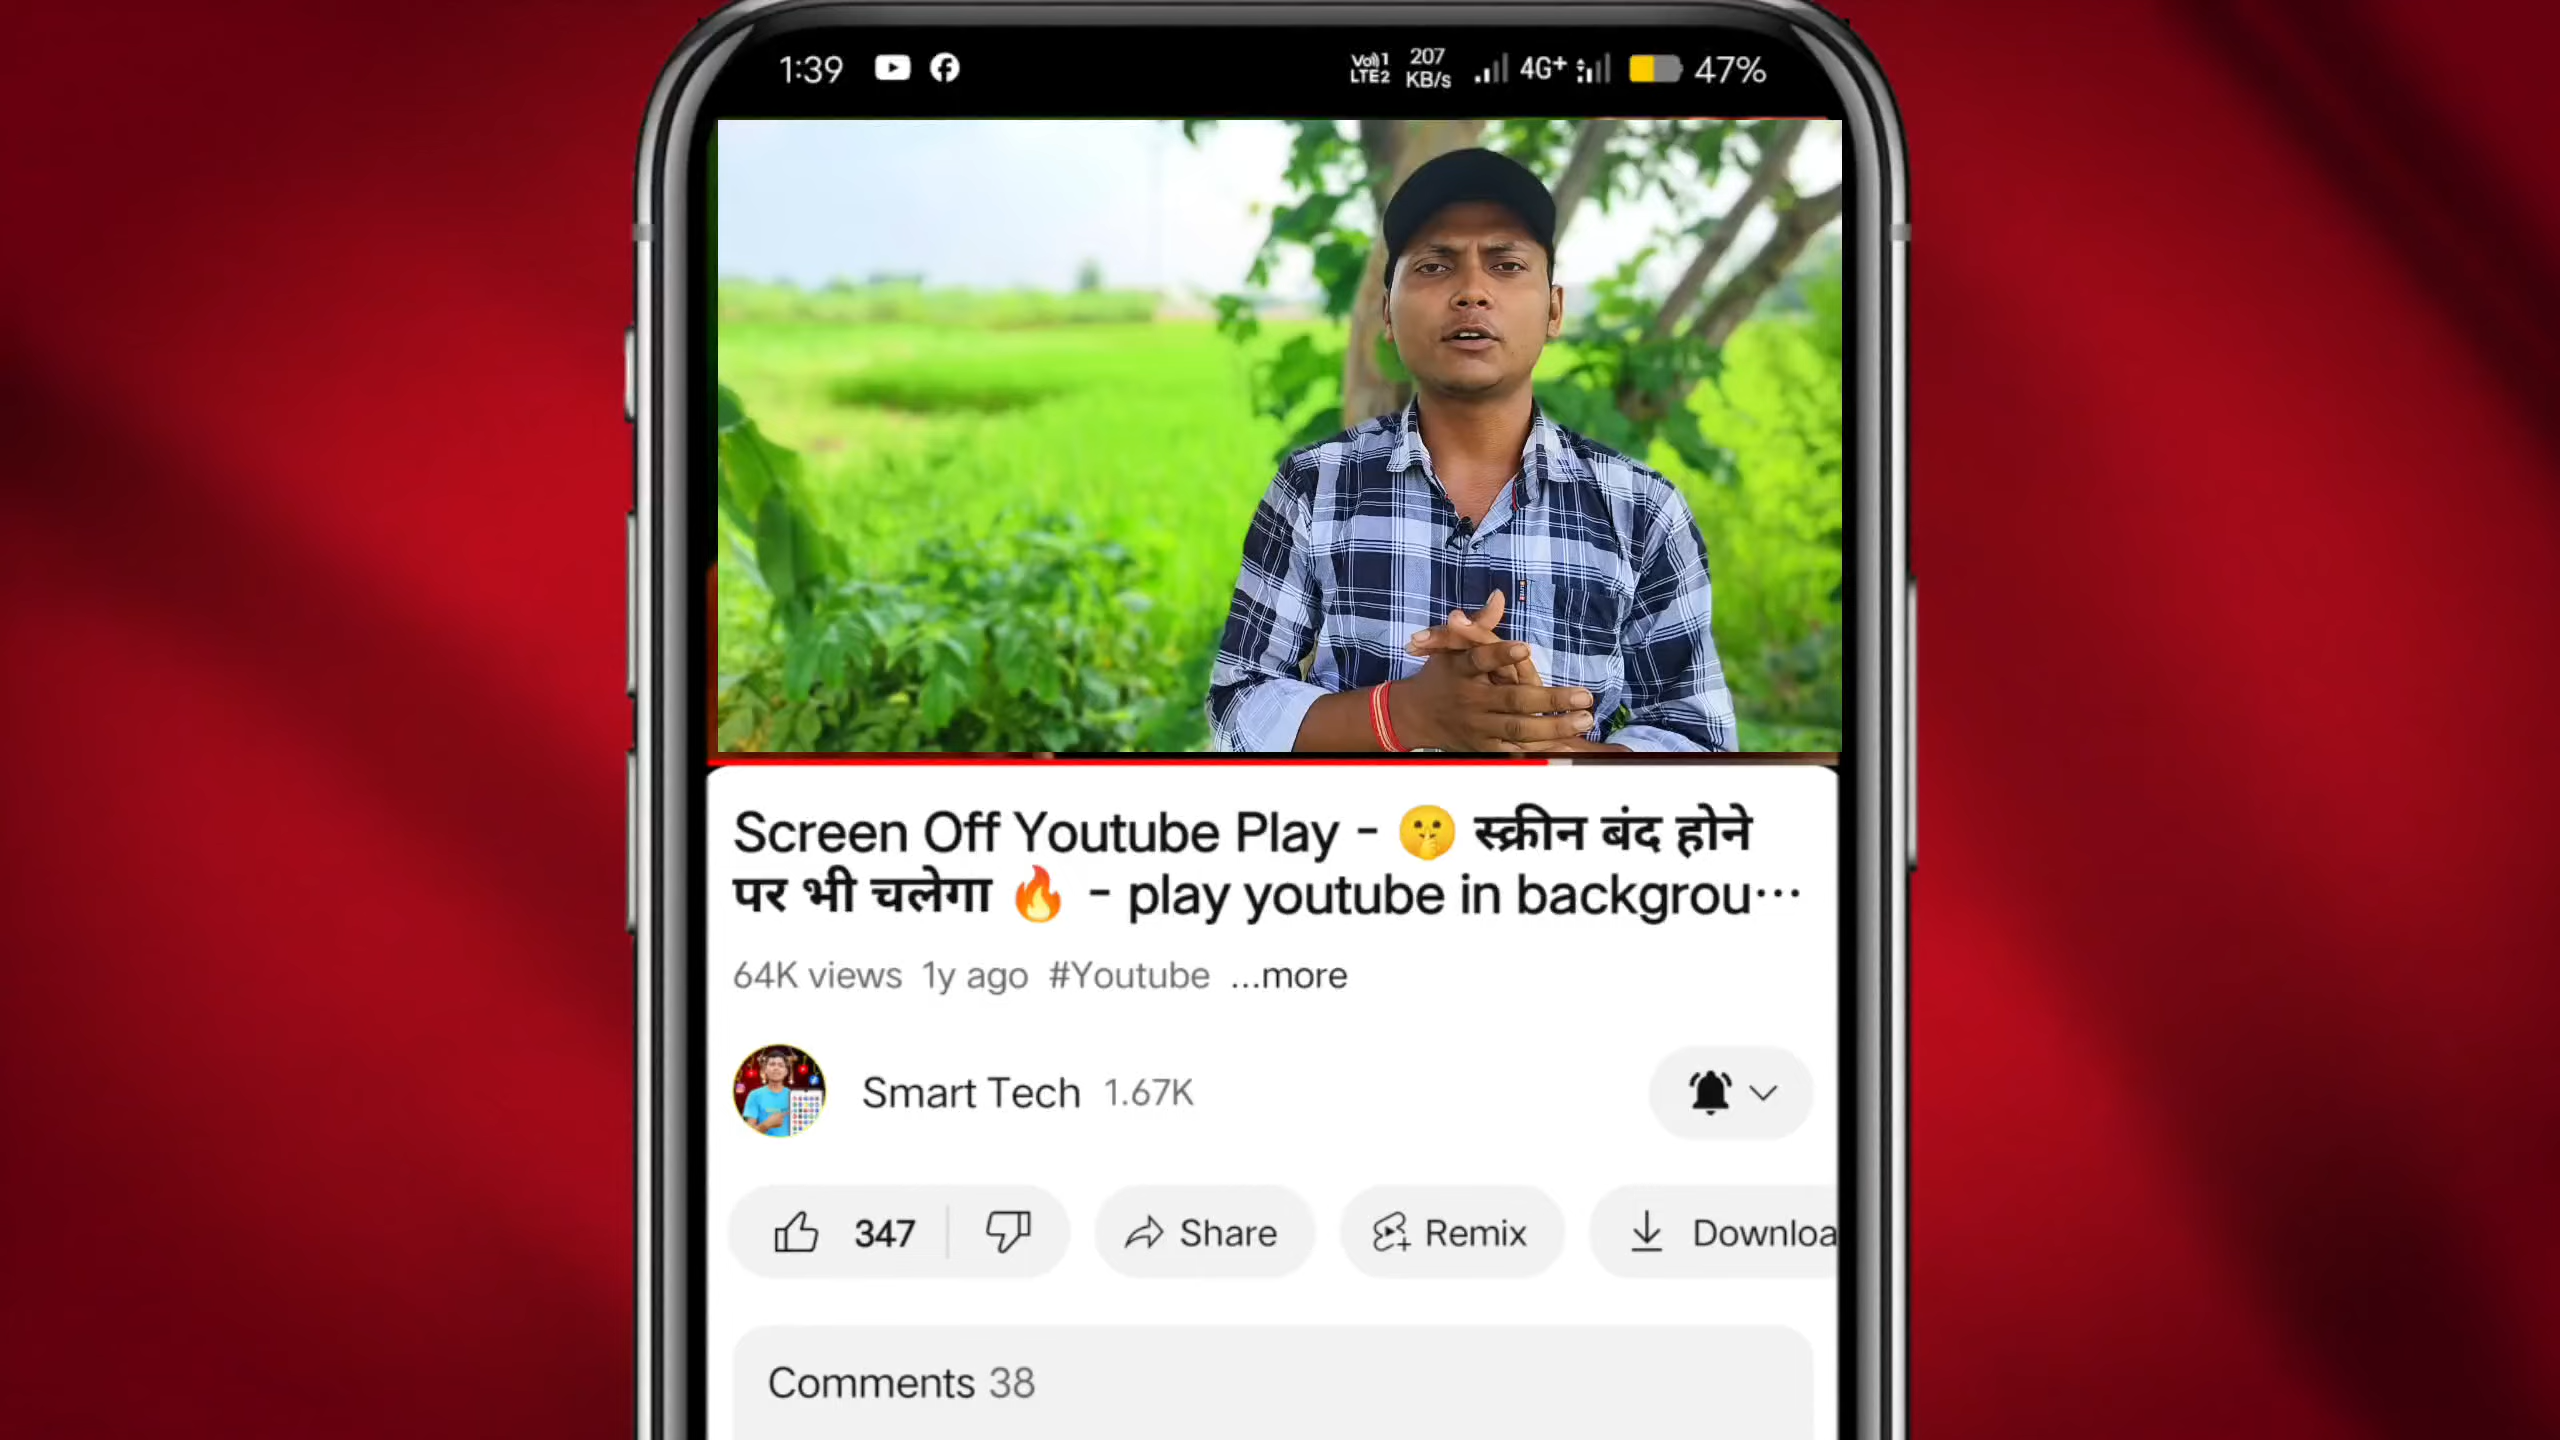 1:39 Vo))1 LTE2 207 KB/s 4G+ 47%
Screen Off Youtube Play - 🤫 स्क्रीन बंद होने
पर भी चलेगा 🔥 - play youtube in backgrou...
64K views 1y ago #Youtube ...more
Smart Tech 1.67K
347 Share Remix Downloa
Comments 38